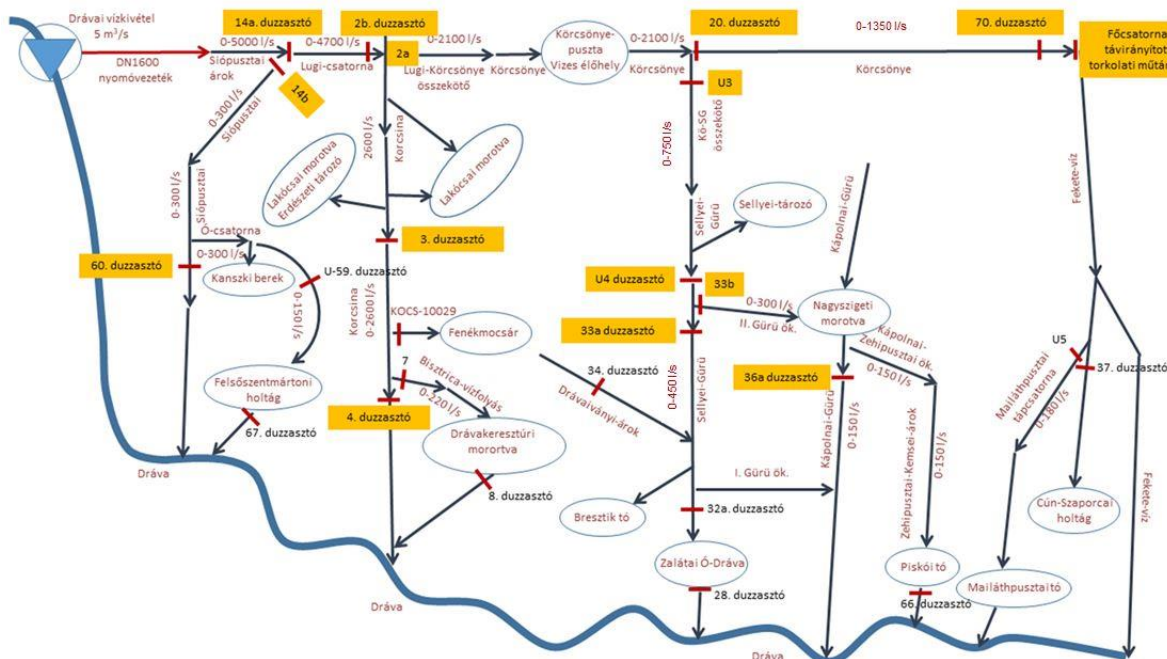 Drávai vízkivétel
5 m³/s
DN1600
nyomóvezeték
14a. duzzasztó
0-5000 l/s
Siópusztai
árok
14b
0-300 l/s
Siópusztai
2b. duzzasztó
0-4700 l/s
Lugi-csatorna
2a
0-2100 l/s
Lugi-Körcsönye
összekötő
Körcsönye
Körcsönye-
puszta
Vizes élőhely
0-2100 l/s
Körcsönye
20. duzzasztó
0-1350 l/s
Körcsönye
70. duzzasztó
Főcsatorna
távirányított
torkolati műtár
U3
Kö-SG
összekötő
0-750 l/s
2600 l/s
Korcsina
Lakócsai morotva
Erdészeti tározó
Lakócsai morotva
3. duzzasztó
0-300 l/s
Siópusztai
Ó-csatorna
0-300 l/s
60. duzzasztó
Kanszki berek
U-59. duzzasztó
0-150 l/s
Felsőszentmártoni
holtág
67. duzzasztó
Korcsina
0-2600 l/s
KOCS-10029
Fenékmocsár
7
Bisztrica-vízfolyás
0-220 l/s
4. duzzasztó
Drávakeresztúri
morortva
8. duzzasztó
Sellyei-
Gürü
Sellyei-tározó
U4 duzzasztó
33b
0-300 l/s
II. Gürü ök.
33a duzzasztó
Kápolnai-Gürü
Nagyszigeti
morotva
Kápolnai-
Zehipusztai ök.
0-150 l/s
34. duzzasztó
Drávaiványi-árok
0-450 l/s
Sellyei-Gürü
36a duzzasztó
Kápolnai-Gürü
0-150 l/s
Zehipusztai-Kemsei-árok
0-150 l/s
I. Gürü ök.
Bresztik tó
32a. duzzasztó
Zalátai Ó-Dráva
28. duzzasztó
Piskói tó
66. duzzasztó
Fekete-víz
U5
37. duzzasztó
Mailáthpusztai
tápcsatorna
0-180 l/s
Cún-Szaporcai
holtág
Mailáthpusztai tó
Fekete-víz
Dráva
Dráva
Dráva